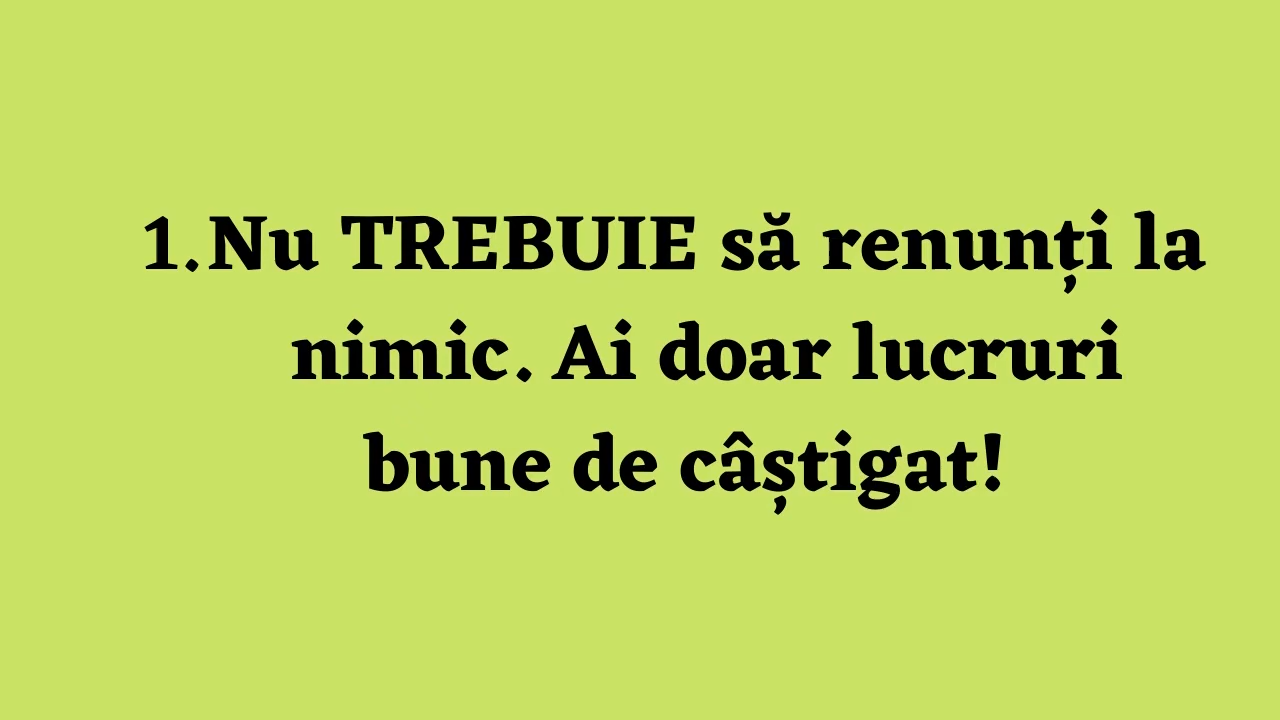 1.Nu TREBUIE să renunți la
nimic. Ai doar lucruri
bune de câștigat!